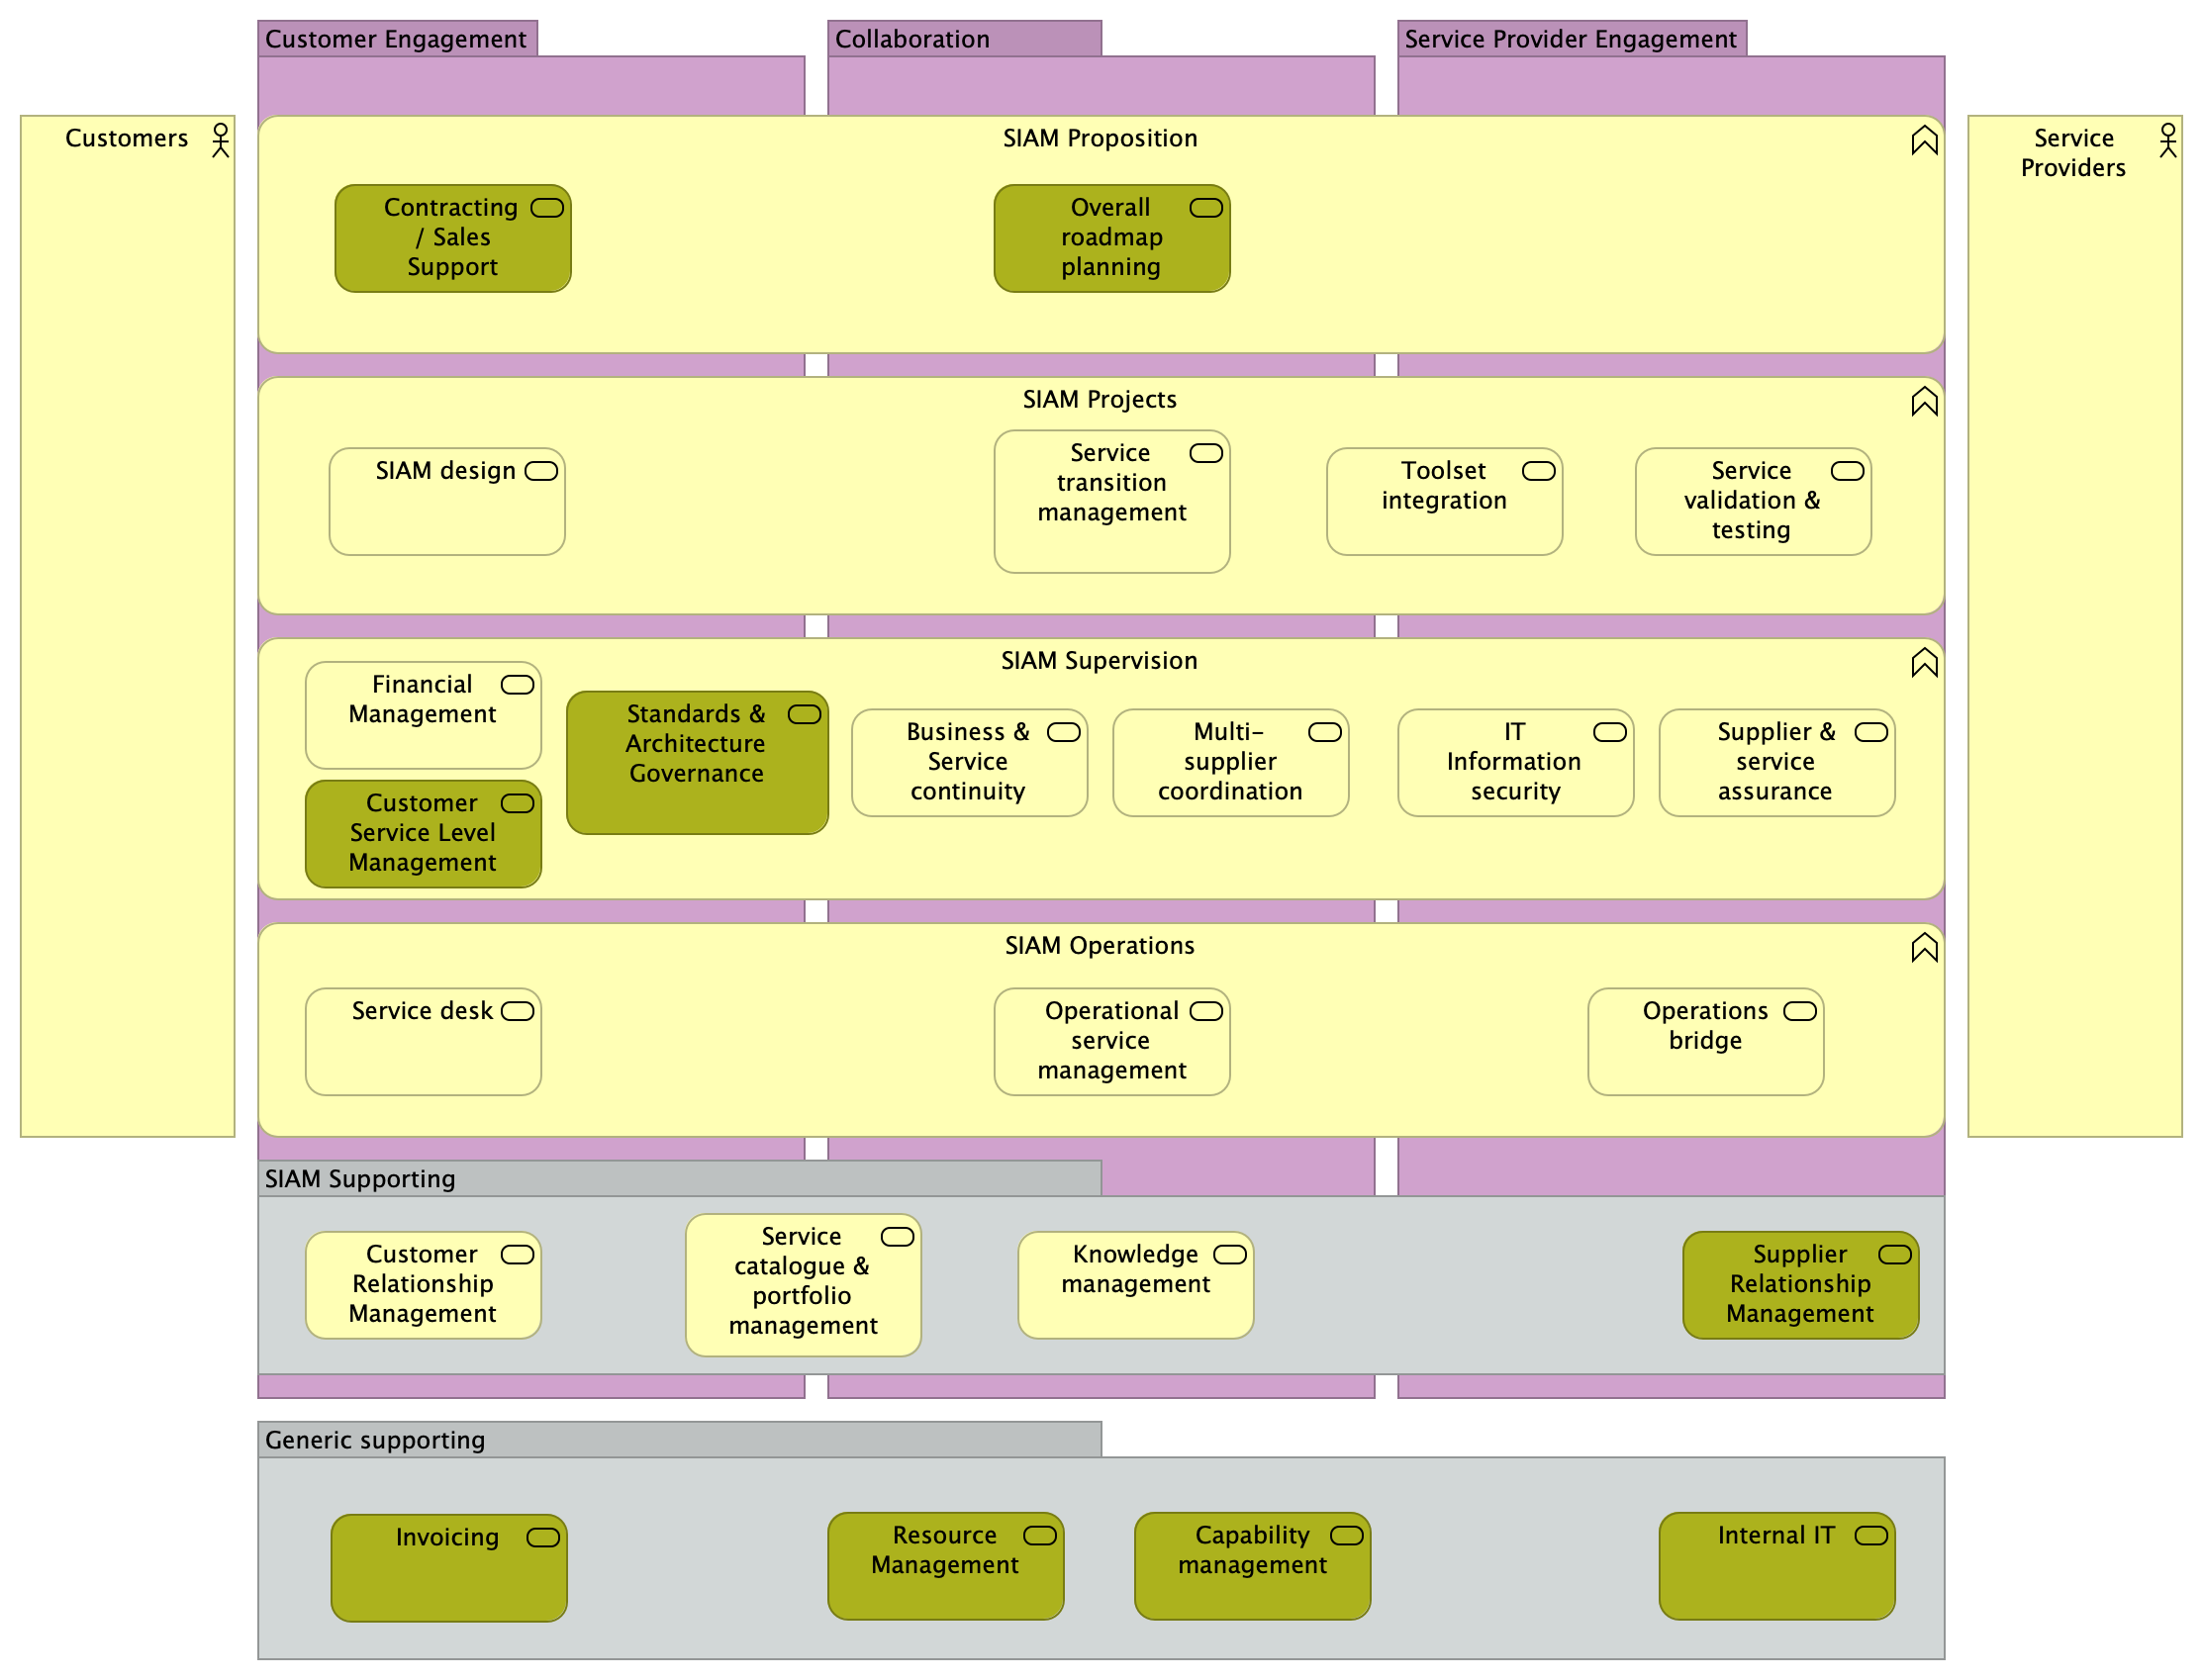 Customer Engagement
Collaboration
Service Provider Engagement
Customers
SIAM Proposition
Service
Providers
Contracting
/ Sales
Support
Overall
roadmap
planning
SIAM Projects
SIAM design
Service
transition
management
Toolset
integration
Service
validation &
testing
SIAM Supervision
Financial
Management
Customer
Service Level
Management
Standards &
Architecture
Governance
Business &
Service
continuity
Multi-
supplier
coordination
IT
Information
security
Supplier &
service
assurance
SIAM Operations
Service desk
Operational
service
management
Operations
bridge
SIAM Supporting
Customer
Relationship
Management
Service
catalogue &
portfolio
management
Knowledge
management
Supplier
Relationship
Management
Generic supporting
Invoicing
Resource
Management
Capability
management
Internal IT